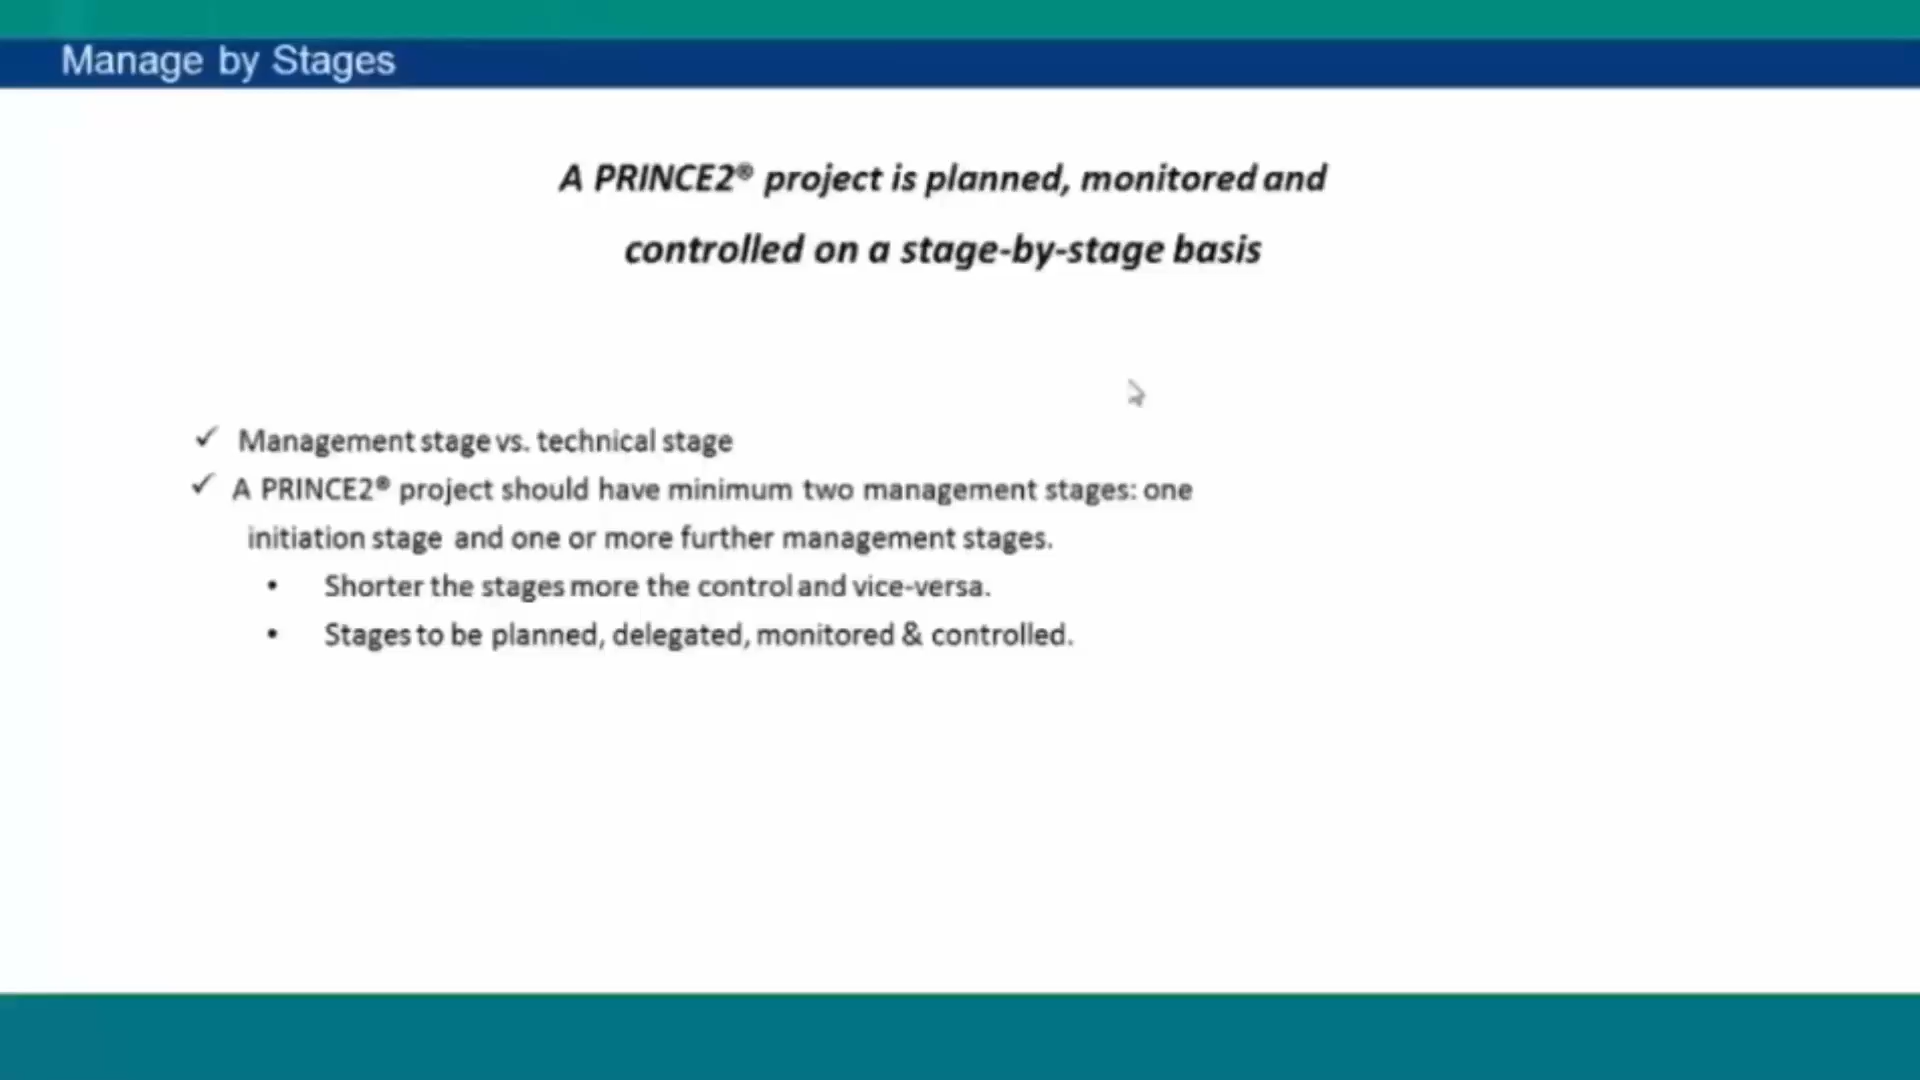 Manage by Stages
A PRINCE2® project is planned, monitored and
controlled on a stage-by-stage basis
✓ Management stage vs. technical stage
✓ A PRINCE2® project should have minimum two management stages: one
initiation stage and one or more further management stages.
• Shorter the stages more the control and vice-versa.
• Stages to be planned, delegated, monitored & controlled.